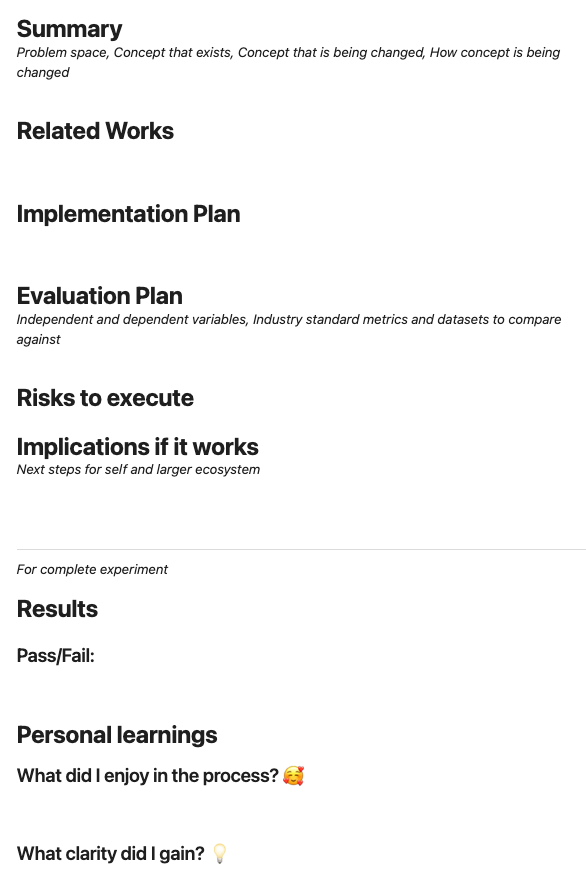 Summary
Problem space, Concept that exists, Concept that is being changed, How concept is being
changed
Related Works
Implementation Plan
Evaluation Plan
Independent and dependent variables, Industry standard metrics and datasets to compare
against
Risks to execute
Implications if it works
Next steps for self and larger ecosystem
For complete experiment
Results
Pass/Fail:
Personal learnings
What did I enjoy in the process? 🥰
What clarity did I gain? 💡